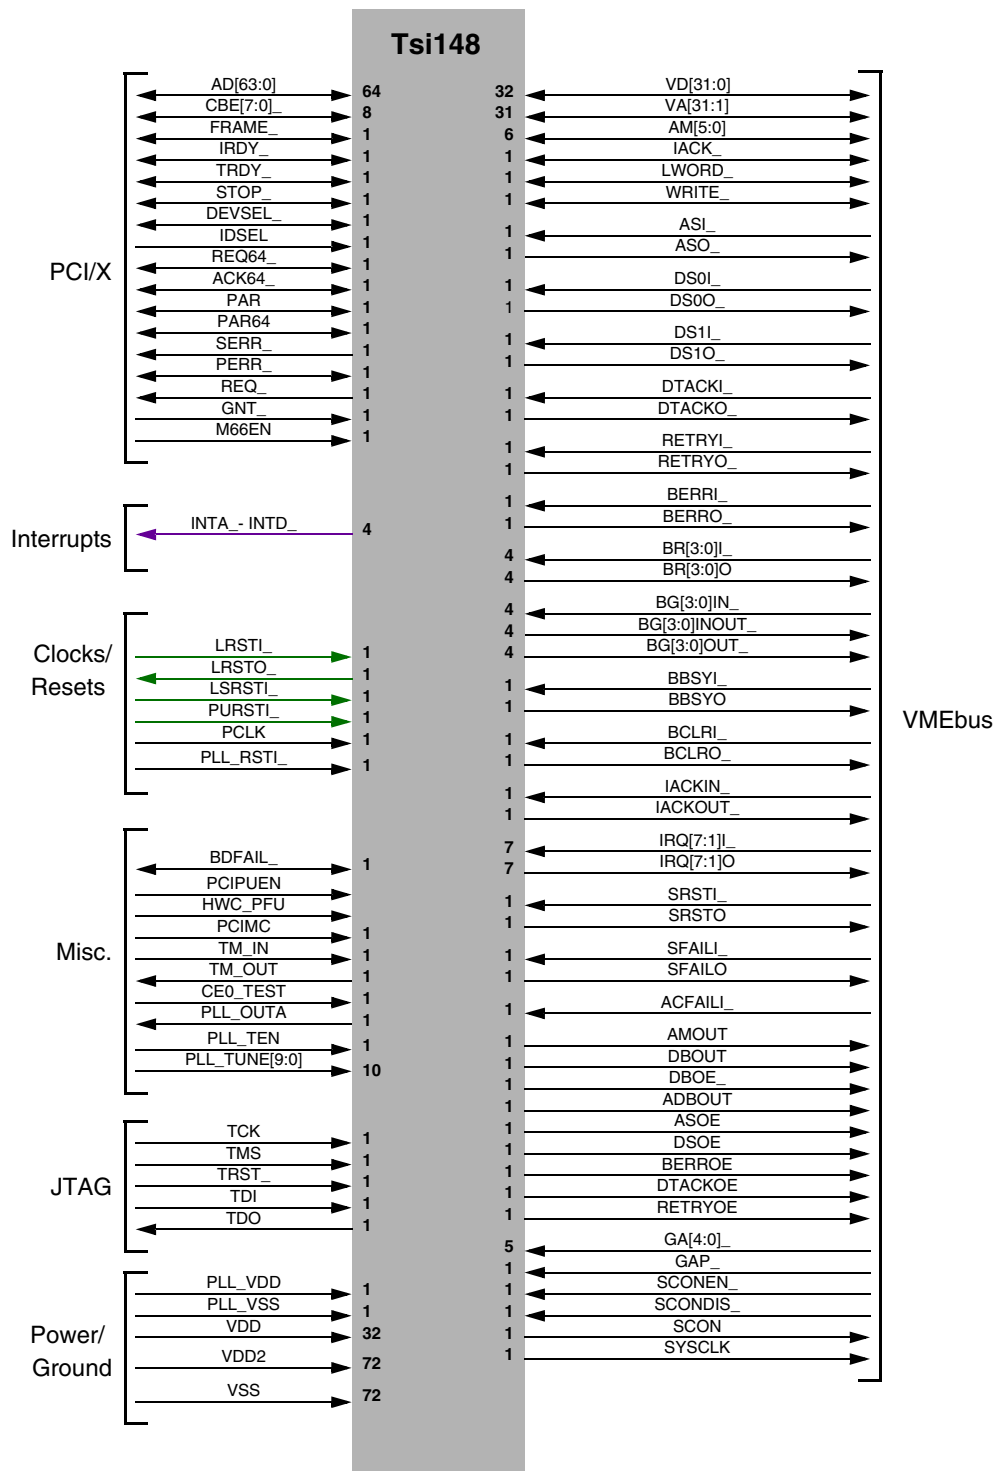 Tsi148
PCI/X
AD[63:0] 64
CBE[7:0]_ 8
FRAME_ 1
IRDY_ 1
TRDY_ 1
STOP_ 1
DEVSEL_ 1
IDSEL 1
REQ64_ 1
ACK64_ 1
PAR 1
PAR64 1
SERR_ 1
PERR_ 1
REQ_ 1
GNT_ 1
M66EN 1
Interrupts
INTA_- INTD_ 4
Clocks/
Resets
LRSTI_ 1
LRSTO_ 1
LSRSTI_ 1
PURSTI_ 1
PCLK 1
PLL_RSTI_ 1
Misc.
BDFAIL_ 1
PCIPUEN
HWC_PFU
PCIMC 1
TM_IN 1
TM_OUT 1
CE0_TEST 1
PLL_OUTA 1
PLL_TEN 1
PLL_TUNE[9:0] 10
JTAG
TCK 1
TMS 1
TRST_ 1
TDI 1
TDO 1
Power/
Ground
PLL_VDD 1
PLL_VSS 1
VDD 32
VDD2 72
VSS 72
32 VD[31:0]
31 VA[31:1]
6 AM[5:0]
1 IACK_
1 LWORD_
1 WRITE_
1 ASI_
1 ASO_
1 DS0I_
1 DS0O_
1 DS1I_
1 DS1O_
1 DTACKI_
1 DTACKO_
1 RETRYI_
1 RETRYO_
1 BERRI_
1 BERRO_
4 BR[3:0]I_
4 BR[3:0]O
4 BG[3:0]IN_
4 BG[3:0]INOUT_
4 BG[3:0]OUT_
1 BBSYI_
1 BBSYO
1 BCLRI_
1 BCLRO_
1 IACKIN_
1 IACKOUT_
7 IRQ[7:1]I_
7 IRQ[7:1]O
1 SRSTI_
1 SRSTO
1 SFAILI_
1 SFAILO
1 ACFAILI_
1 AMOUT
1 DBOUT
1 DBOE_
1 ADBOUT
1 ASOE
1 DSOE
1 BERROE
1 DTACKOE
1 RETRYOE
5 GA[4:0]_
1 GAP_
1 SCONEN_
1 SCONDIS_
1 SCON
1 SYSCLK
VMEbus